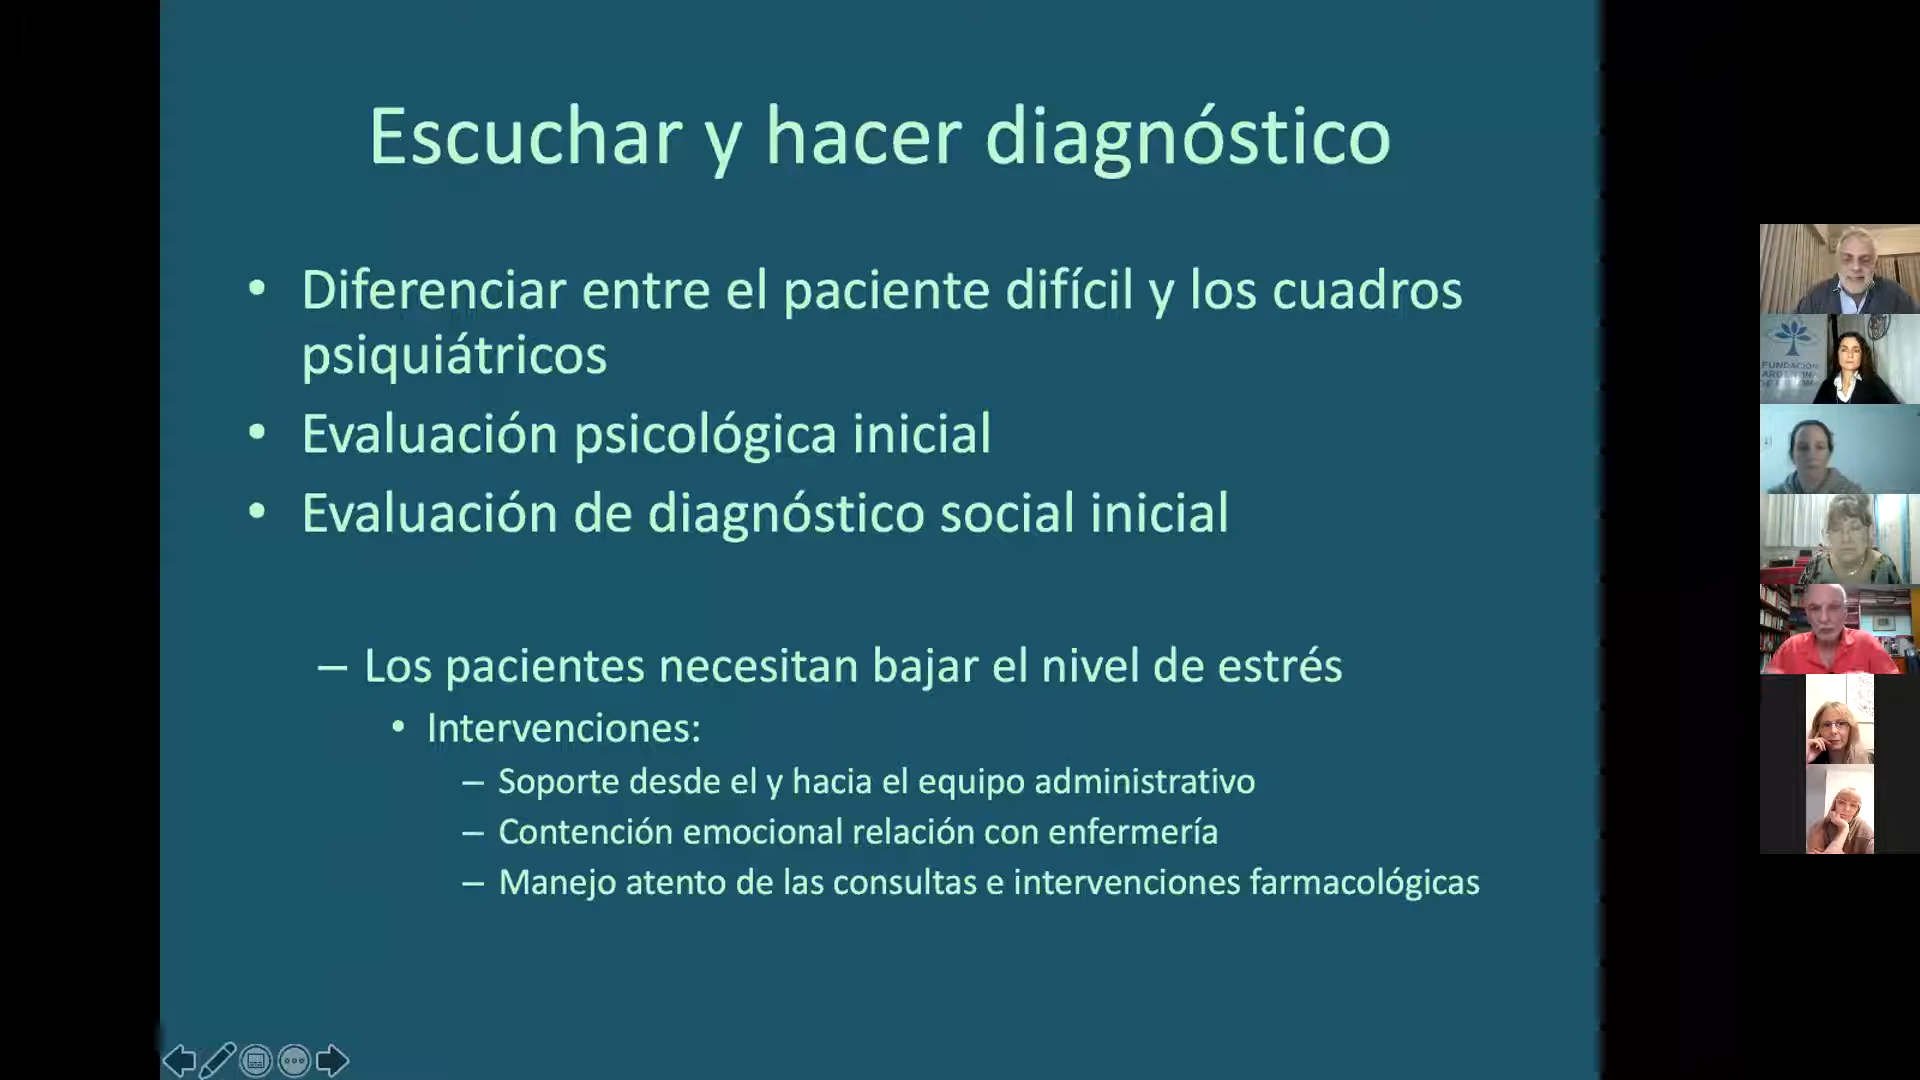 Escuchar y hacer diagnóstico
• Diferenciar entre el paciente difícil y los cuadros
psiquiátricos
• Evaluación psicológica inicial
• Evaluación de diagnóstico social inicial
– Los pacientes necesitan bajar el nivel de estrés
• Intervenciones:
– Soporte desde el y hacia el equipo administrativo
– Contención emocional relación con enfermería
– Manejo atento de las consultas e intervenciones farmacológicas
FUNDACIÓN